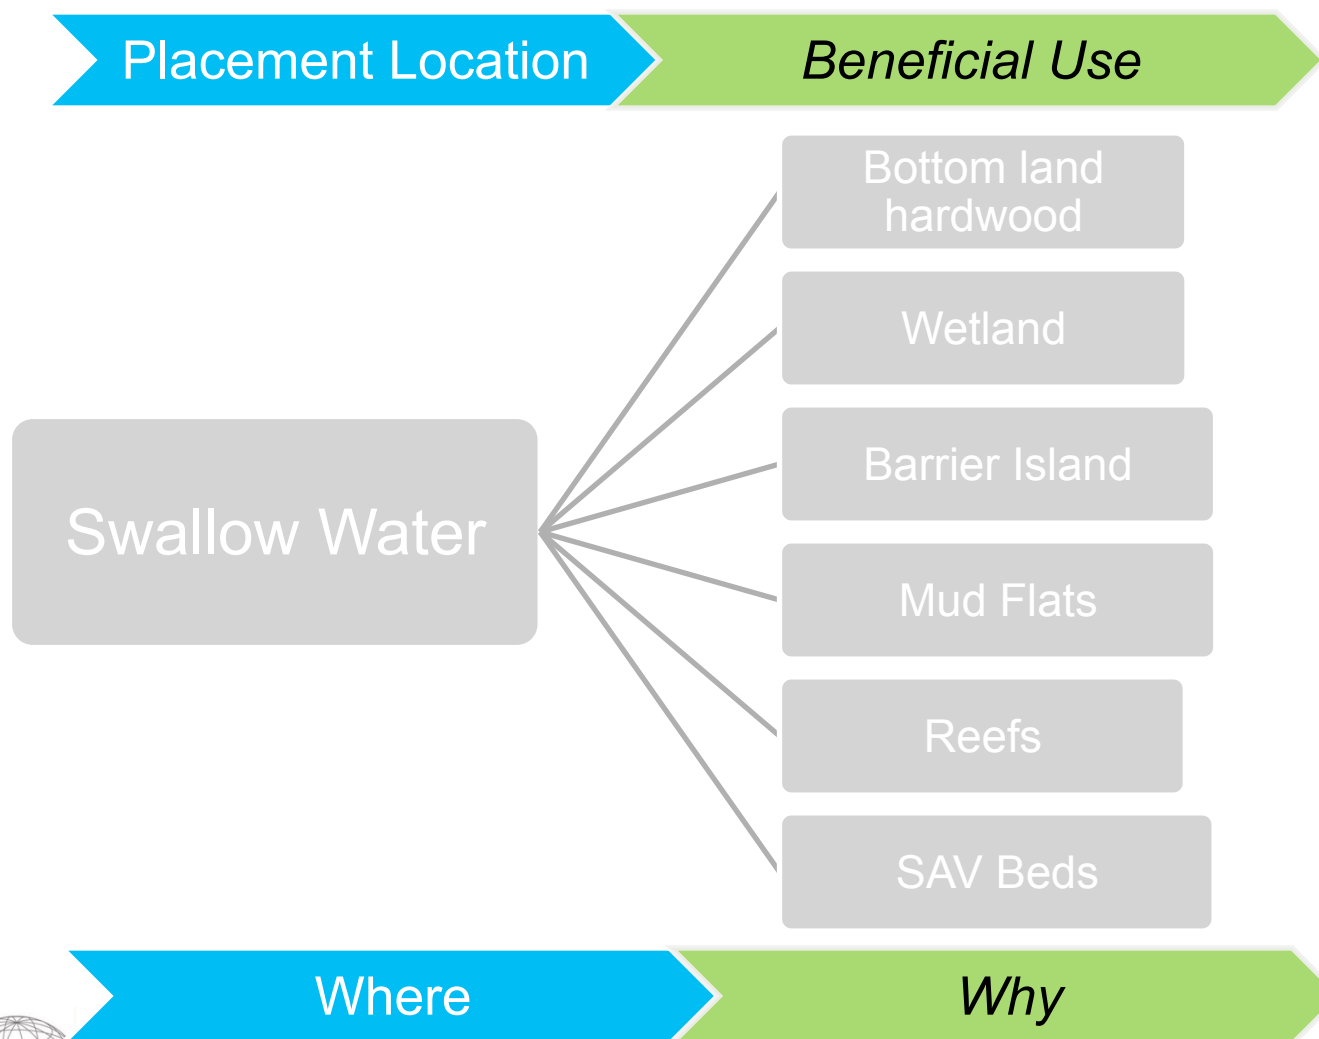 Placement Location
Beneficial Use
Bottom land
hardwood
Wetland
Barrier Island
Swallow Water
Mud Flats
Reefs
SAV Beds
Where
Why